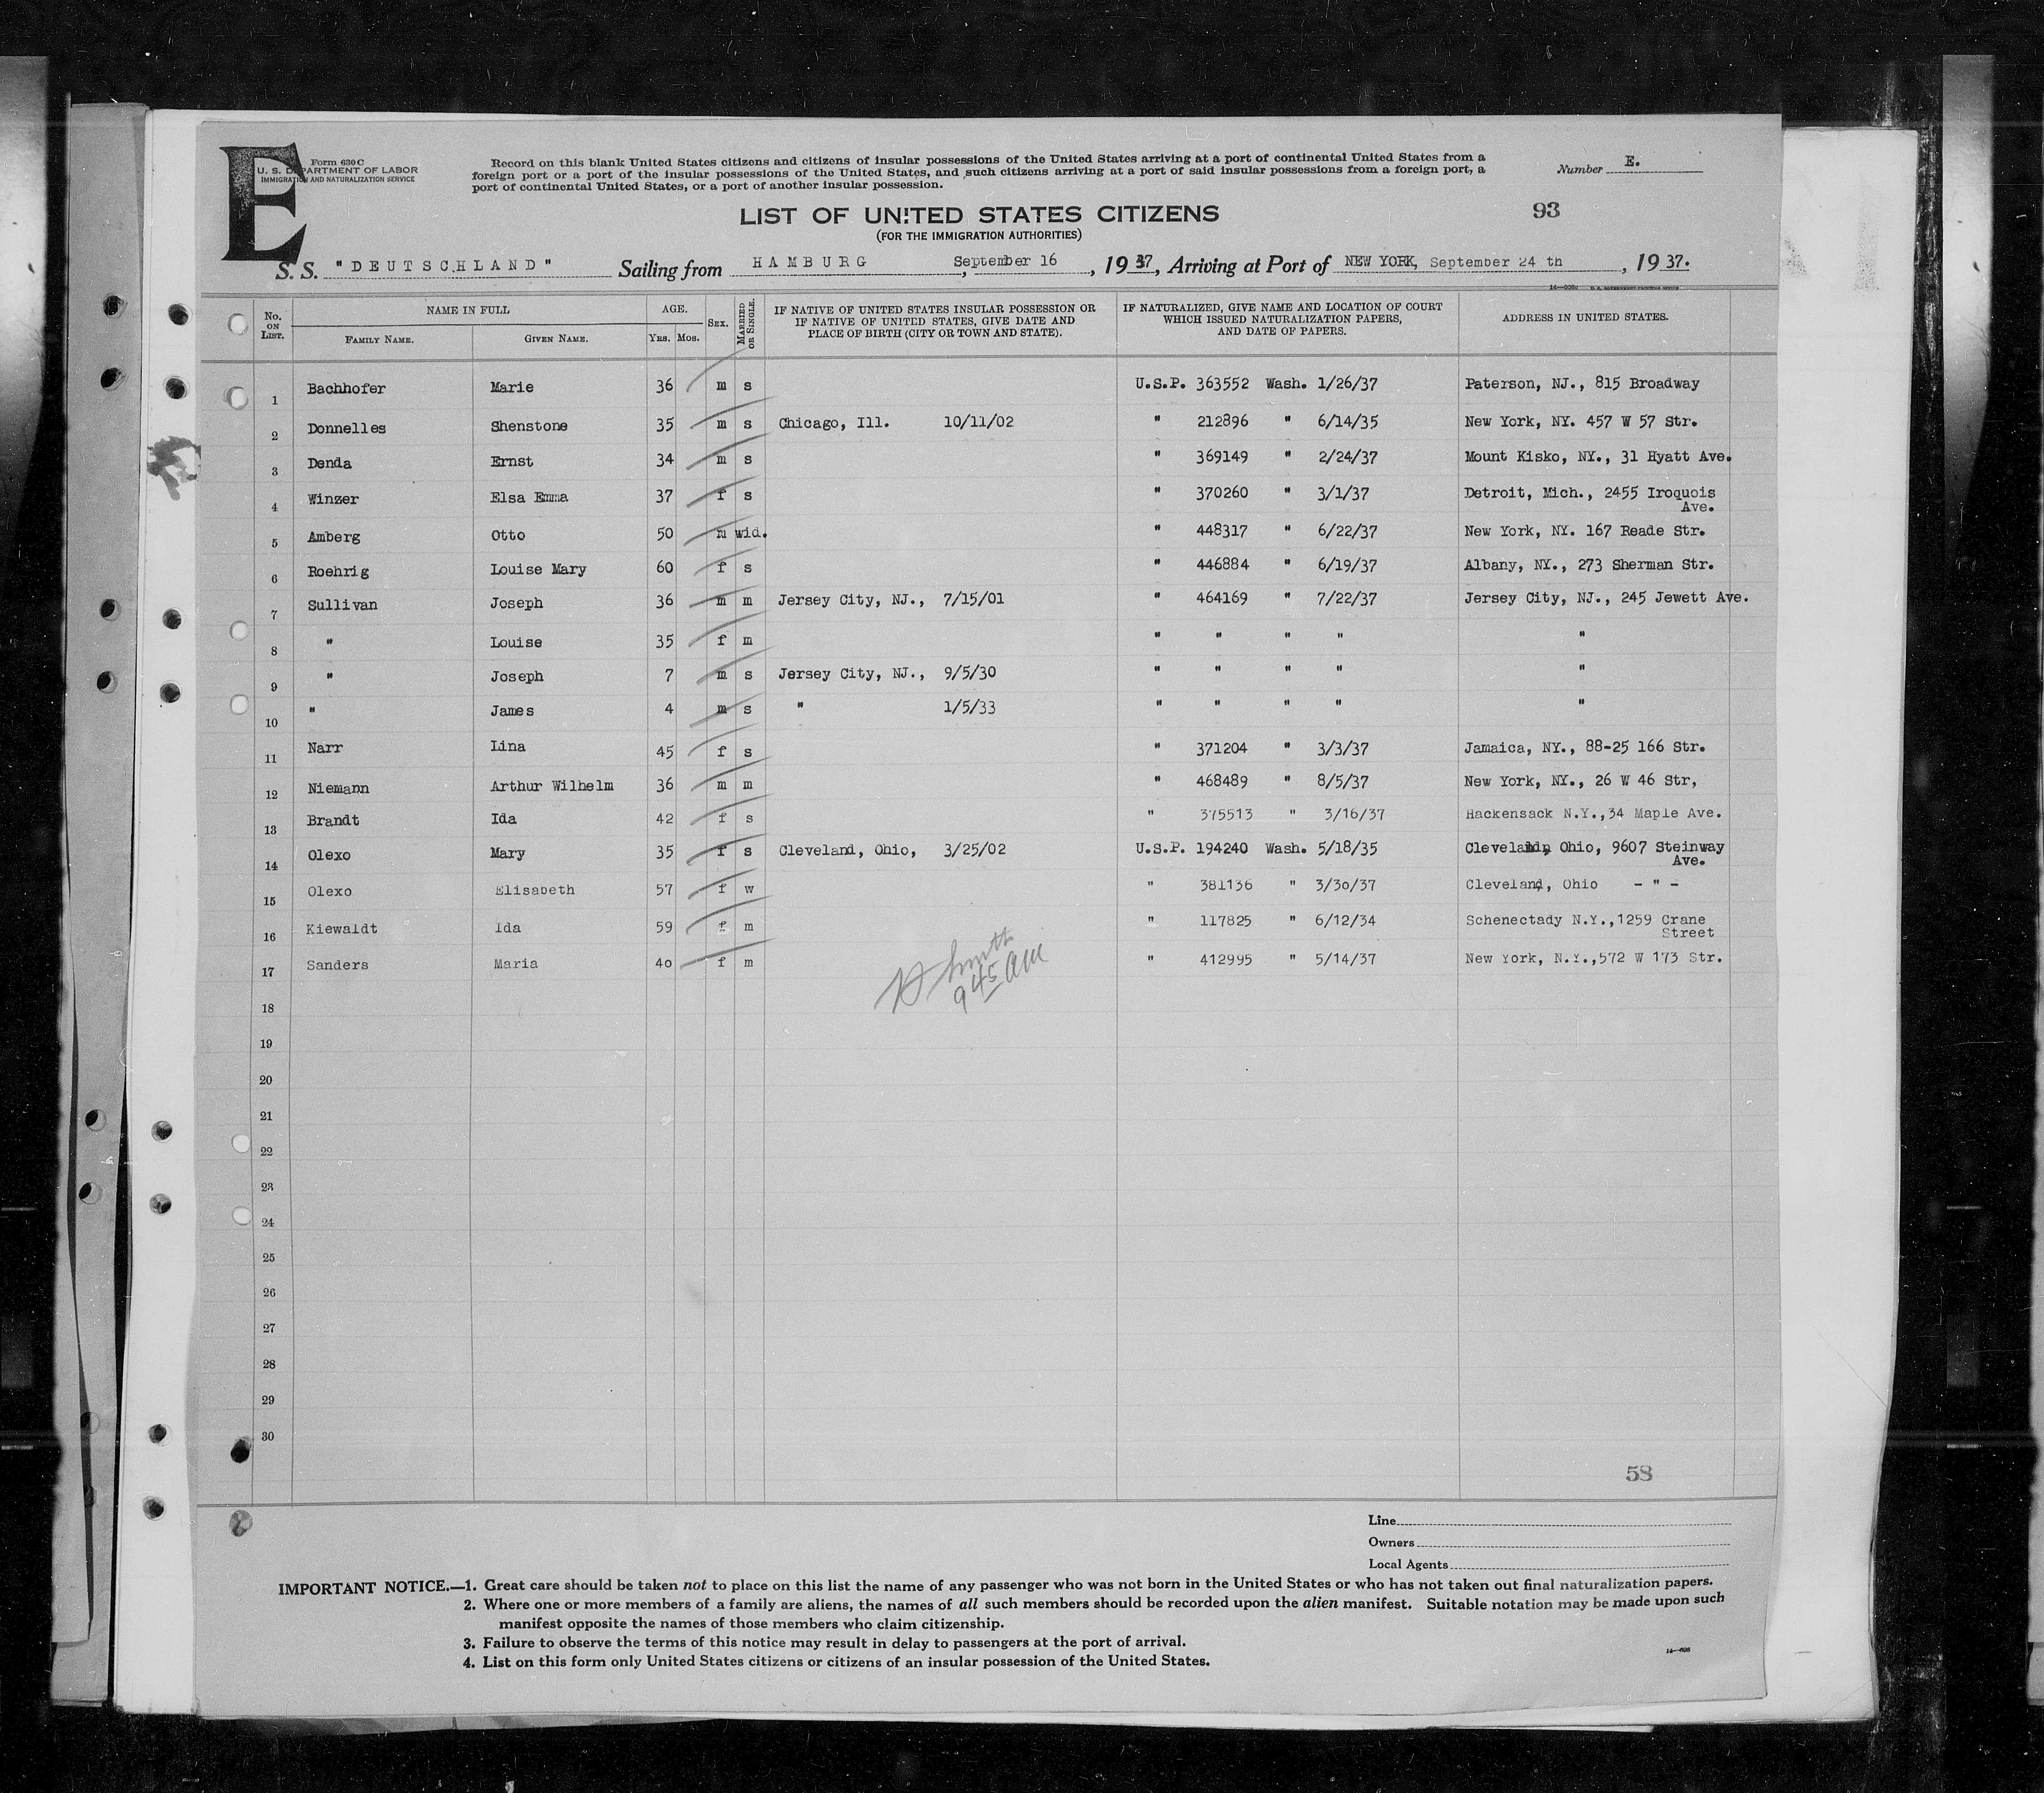 E
Form 630 C
U. S. DEPARTMENT OF LABOR
IMMIGRATION AND NATURALIZATION SERVICE
Record on this blank United States citizens and citizens of insular possessions of the United States arriving at a port of continental United States from a
foreign port or a port of the insular possessions of the United States, and such citizens arriving at a port of said insular possessions from a foreign port, a
port of continental United States, or a port of another insular possession.
Number E.
LIST OF UNITED STATES CITIZENS
(FOR THE IMMIGRATION AUTHORITIES)
93
S. S. "DEUTSCHLAND" Sailing from HAMBURG, September 16, 1937, Arriving at Port of NEW YORK, September 24 th, 1937.
No. ON LIST. NAME IN FULL FAMILY NAME. GIVEN NAME. AGE. YRS. MOS. SEX. MARRIED OR SINGLE. IF NATIVE OF UNITED STATES INSULAR POSSESSION OR IF NATIVE OF UNITED STATES, GIVE DATE AND PLACE OF BIRTH (CITY OR TOWN AND STATE). IF NATURALIZED, GIVE NAME AND LOCATION OF COURT WHICH ISSUED NATURALIZATION PAPERS, AND DATE OF PAPERS. ADDRESS IN UNITED STATES.
1 Bachhofer Marie 36 m s U.S.P. 363552 Wash. 1/26/37 Paterson, NJ., 815 Broadway
2 Donnelles Shenstone 35 m s Chicago, Ill. 10/11/02 " 212896 " 6/14/35 New York, NY. 457 W 57 Str.
3 Denda Ernst 34 m s " 369149 " 2/24/37 Mount Kisko, NY., 31 Hyatt Ave.
4 Winzer Elsa Emma 37 f s " 370260 " 3/1/37 Detroit, Mich., 2455 Iroquois
Ave.
5 Amberg Otto 50 m wid. " 448317 " 6/22/37 New York, NY. 167 Reade Str.
6 Roehrig Louise Mary 60 f s " 446884 " 6/19/37 Albany, NY., 273 Sherman Str.
7 Sullivan Joseph 36 m m Jersey City, NJ., 7/15/01 " 464169 " 7/22/37 Jersey City, NJ., 245 Jewett Ave.
8 " Louise 35 f m " " " " "
9 " Joseph 7 m s Jersey City, NJ., 9/5/30 " " " " "
10 " James 4 m s " 1/5/33 " " " " "
11 Narr Lina 45 f s " 371204 " 3/3/37 Jamaica, NY., 88-25 166 Str.
12 Niemann Arthur Wilhelm 36 m m " 468489 " 8/5/37 New York, NY., 26 W 46 Str,
13 Brandt Ida 42 f s " 375513 " 3/16/37 Hackensack N.Y.,34 Maple Ave.
14 Olexo Mary 35 f s Cleveland, Ohio, 3/25/02 U.S.P. 194240 Wash. 5/18/35 Cleveland, Ohio, 9607 Steinway
Ave.
15 Olexo Elisabeth 57 f w " 381136 " 3/30/37 Cleveland, Ohio - " -
16 Kiewaldt Ida 59 f m " 117825 " 6/12/34 Schenectady N.Y.,1259 Crane
Street
17 Sanders Maria 40 f m " 412995 " 5/14/37 New York, N.Y.,572 W 173 Str.
Smith
9 45 AM
18
19
20
21
22
23
24
25
26
27
28
29
30
58
Line
Owners
Local Agents
IMPORTANT NOTICE.—1. Great care should be taken not to place on this list the name of any passenger who was not born in the United States or who has not taken out final naturalization papers.
2. Where one or more members of a family are aliens, the names of all such members should be recorded upon the alien manifest. Suitable notation may be made upon such
manifest opposite the names of those members who claim citizenship.
3. Failure to observe the terms of this notice may result in delay to passengers at the port of arrival.
4. List on this form only United States citizens or citizens of an insular possession of the United States.